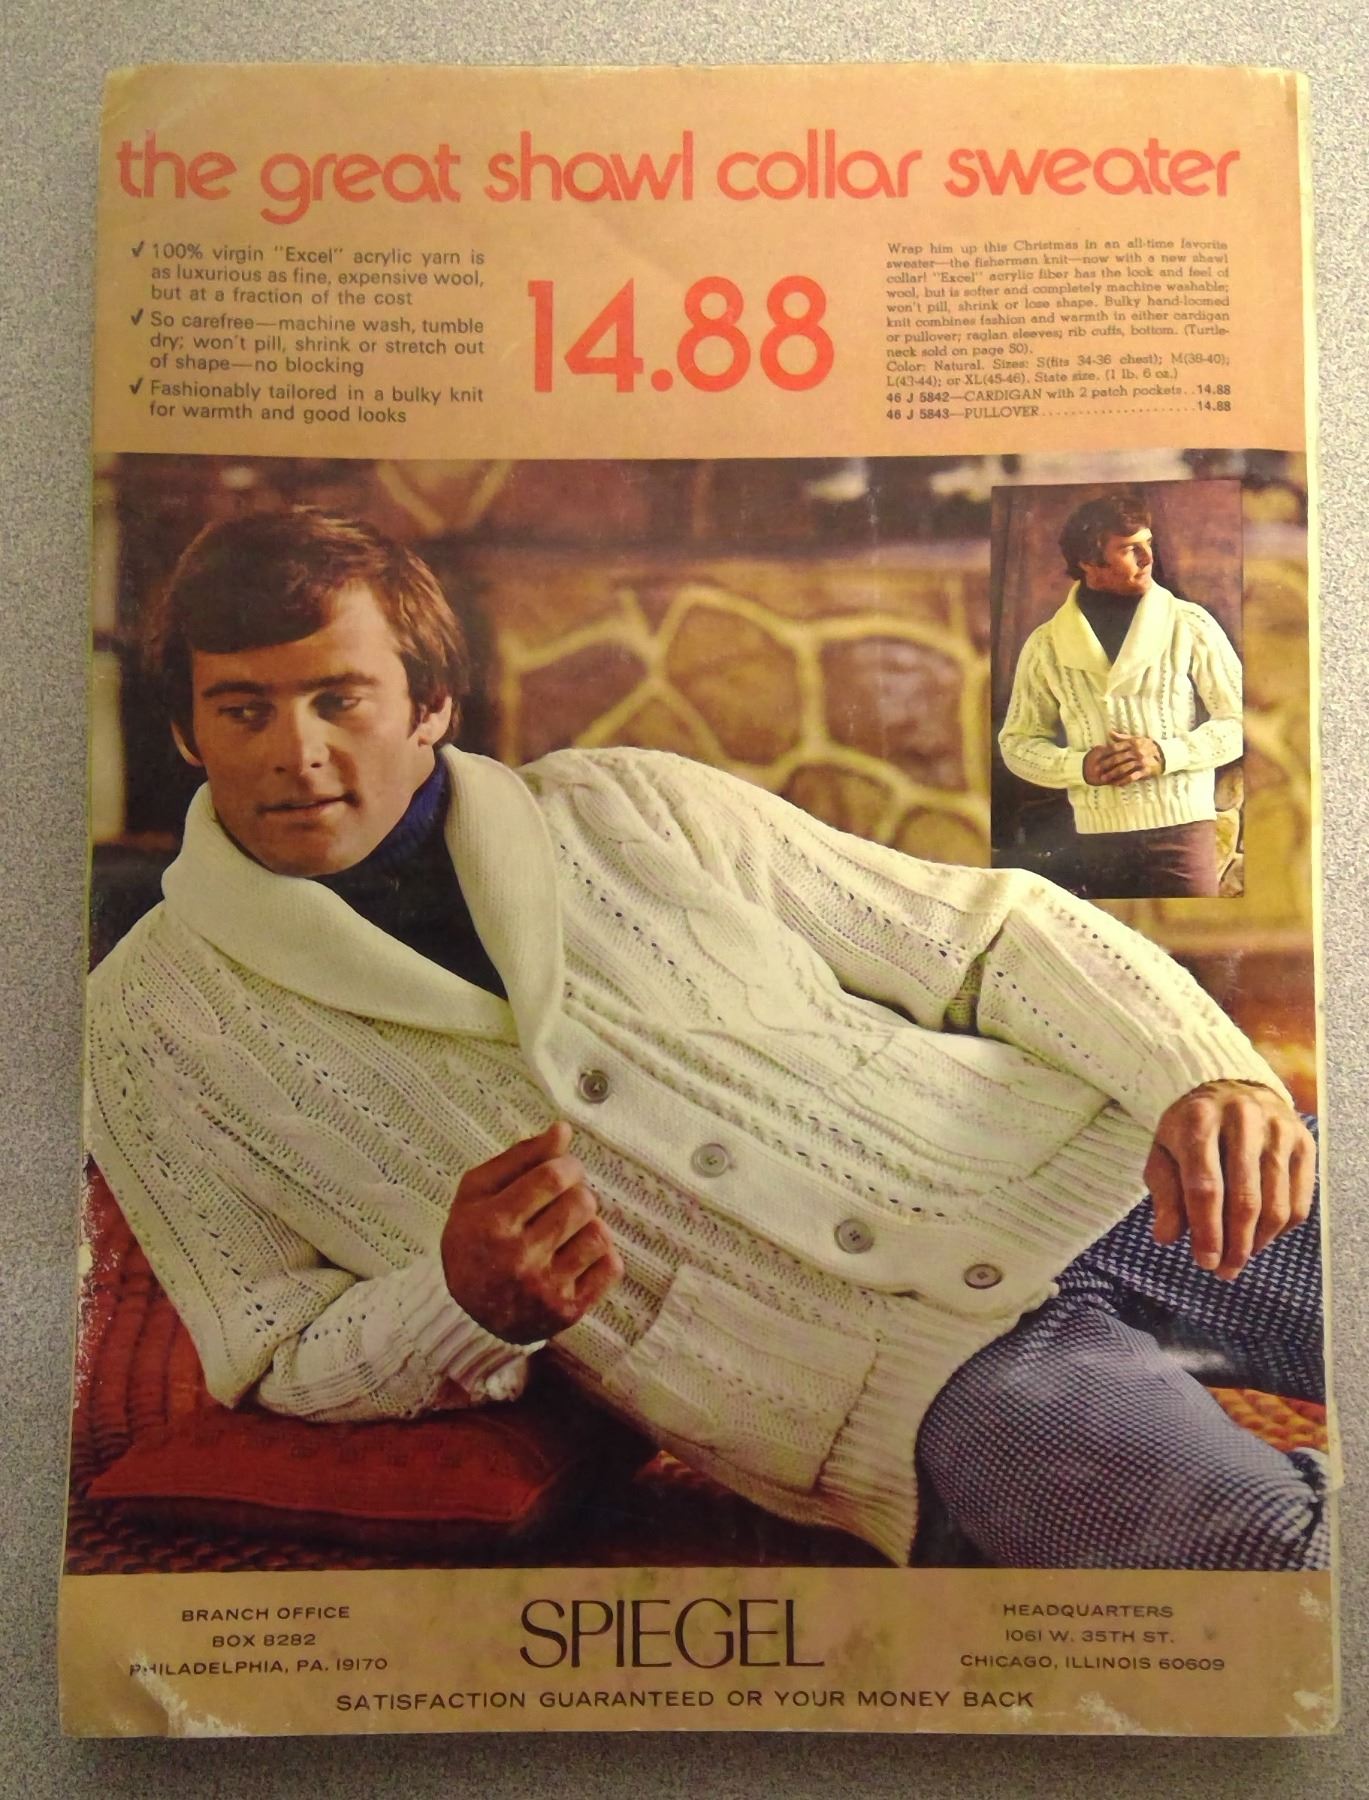 the great shawl collar sweater
✓ 100% virgin "Excel" acrylic yarn is
as luxurious as fine, expensive wool,
but at a fraction of the cost
✓ So carefree—machine wash, tumble
dry; won't pill, shrink or stretch out
of shape—no blocking
✓ Fashionably tailored in a bulky knit
for warmth and good looks
14.88
Wrap him up this Christmas in an all-time favorite
sweater—the fisherman knit—now with a new shawl
collar! "Excel" acrylic fiber has the look and feel of
wool, but is softer and completely machine washable;
won't pill, shrink or lose shape. Bulky hand-loomed
knit combines fashion and warmth in either cardigan
or pullover; raglan sleeves; rib cuffs, bottom. (Turtle-
neck sold on page 50).
Color: Natural. Sizes: S(fits 34-36 chest); M(38-40);
L(43-44); or XL(45-46). State size. (1 lb. 6 oz.)
46 J 5842—CARDIGAN with 2 patch pockets..14.88
46 J 5843—PULLOVER......................14.88
BRANCH OFFICE
BOX 8282
PHILADELPHIA, PA. 19170
SPIEGEL
HEADQUARTERS
1061 W. 35TH ST.
CHICAGO, ILLINOIS 60609
SATISFACTION GUARANTEED OR YOUR MONEY BACK